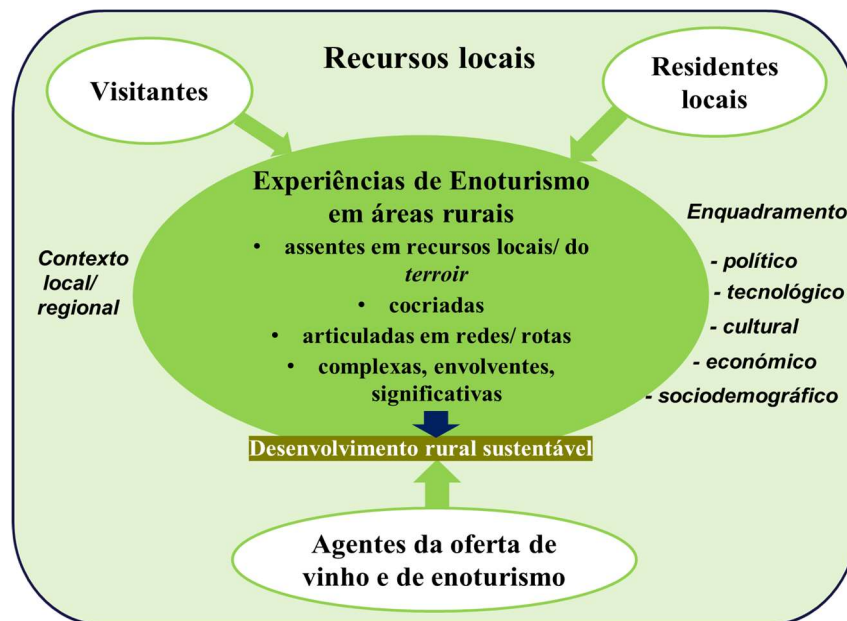 Recursos locais
Visitantes
Residentes
locais
Experiências de Enoturismo
em áreas rurais
• assentes em recursos locais/ do
terroir
• cocriadas
• articuladas em redes/ rotas
• complexas, envolventes,
significativas
Contexto
local/
regional
Enquadramento
- político
- tecnológico
- cultural
- económico
- sociodemográfico
Desenvolvimento rural sustentável
Agentes da oferta de
vinho e de enoturismo